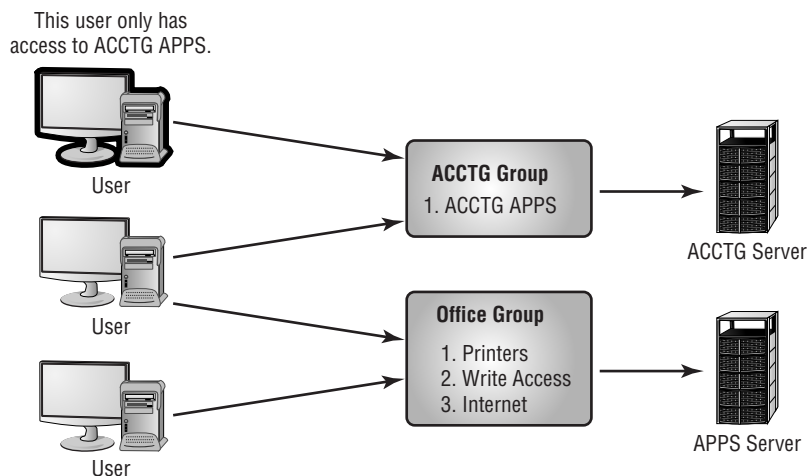 This user only has
access to ACCTG APPS.
User
ACCTG Group
1. ACCTG APPS
ACCTG Server
User
Office Group
1. Printers
2. Write Access
3. Internet
APPS Server
User